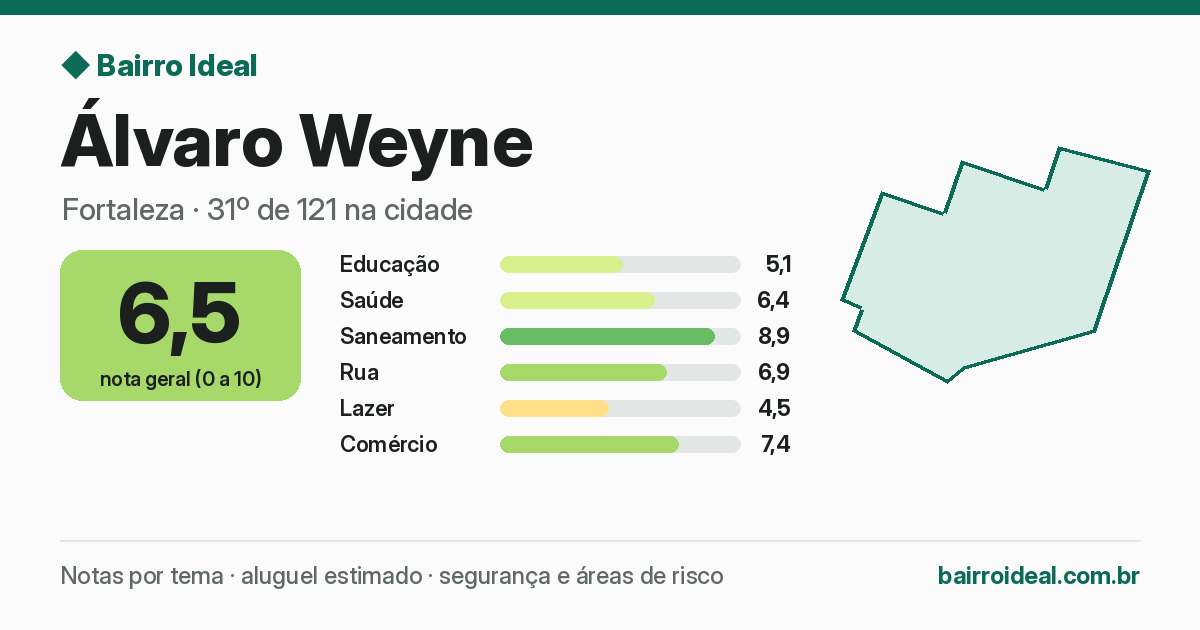 Bairro Ideal
Álvaro Weyne
Fortaleza · 31º de 121 na cidade
6,5
nota geral (0 a 10)
Educação 5,1
Saúde 6,4
Saneamento 8,9
Rua 6,9
Lazer 4,5
Comércio 7,4
Notas por tema · aluguel estimado · segurança e áreas de risco
bairroideal.com.br